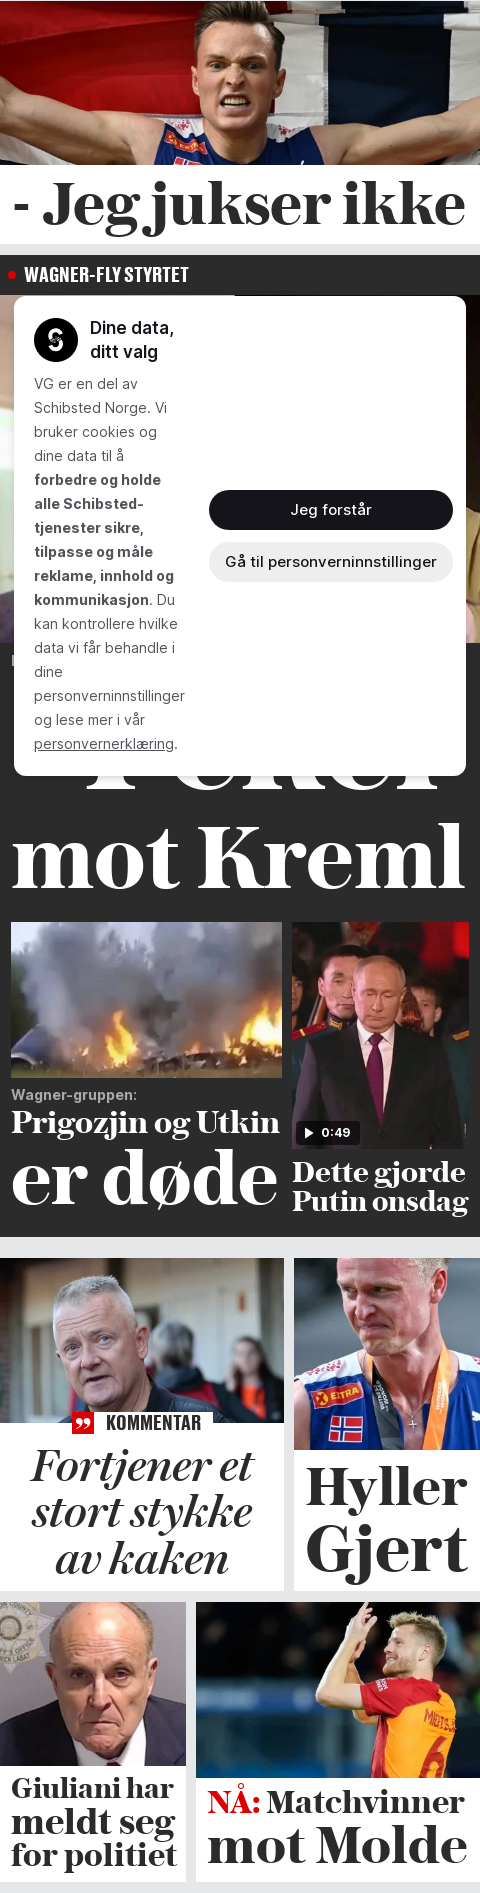 - Jeg jukser ikke
WAGNER-FLY STYRTET
Dine data,
ditt valg
VG er en del av
Schibsted Norge. Vi
bruker cookies og
dine data til å
forbedre og holde
alle Schibsted-
tjenester sikre,
tilpasse og måle
reklame, innhold og
kommunikasjon. Du
kan kontrollere hvilke
data vi får behandle i
dine
personverninnstillinger
og lese mer i vår
personvernerklæring.
Jeg forstår
Gå til personverninnstillinger
mot Kreml
Wagner-gruppen:
Prigozjin og Utkin
er døde
0:49
Dette gjorde
Putin onsdag
KOMMENTAR
Fortjener et
stort stykke
av kaken
EXTRA
Hyller
Gjert
Giuliani har
meldt seg
for politiet
6
NÅ: Matchvinner
mot Molde